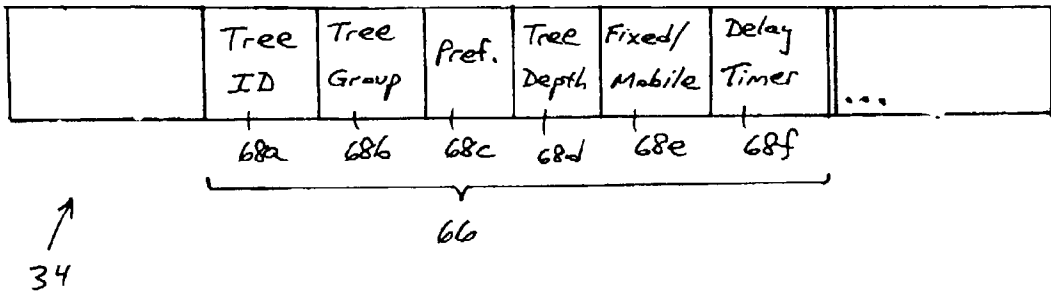 Tree ID
Tree Group
Pref.
Tree Depth
Fixed/ Mobile
Delay Timer
...
68a 68b 68c 68d 68e 68f
66
34